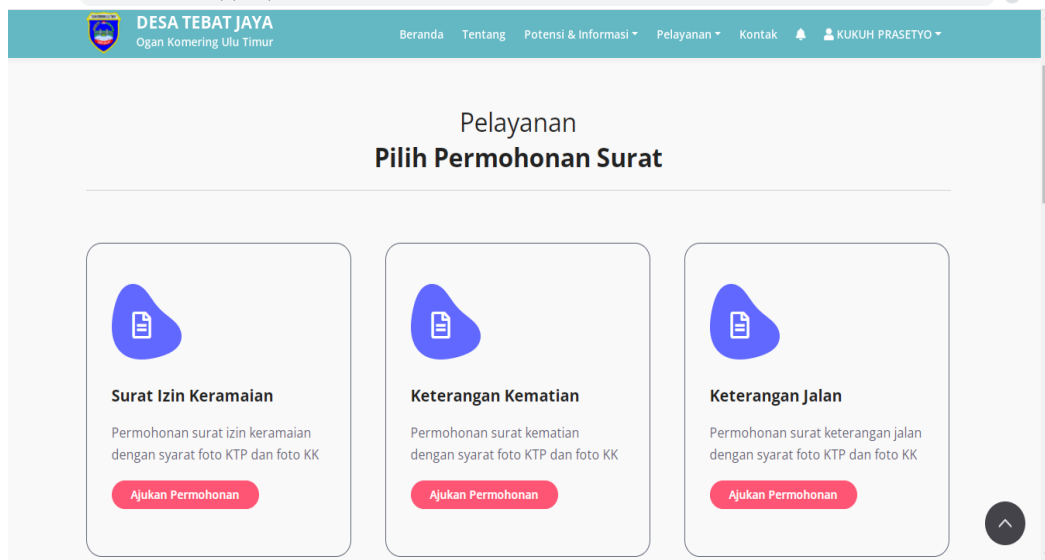 DESA TEBAT JAYA
Ogan Komering Ulu Timur
Beranda Tentang Potensi & Informasi Pelayanan Kontak KUKUH PRASETYO
Pelayanan
Pilih Permohonan Surat
Surat Izin Keramaian
Permohonan surat izin keramaian
dengan syarat foto KTP dan foto KK
Ajukan Permohonan
Keterangan Kematian
Permohonan surat kematian
dengan syarat foto KTP dan foto KK
Ajukan Permohonan
Keterangan Jalan
Permohonan surat keterangan jalan
dengan syarat foto KTP dan foto KK
Ajukan Permohonan